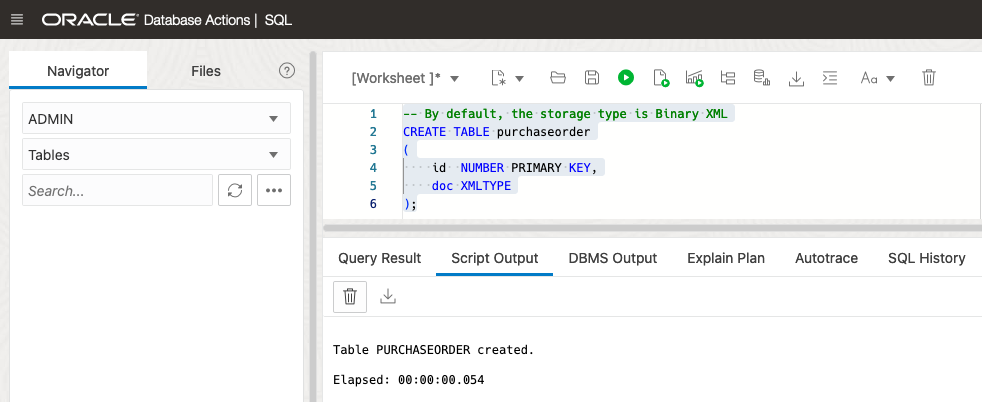 ORACLE Database Actions | SQL
Navigator
Files
?
ADMIN
Tables
Search...
[Worksheet ]*
Aa
1 -- By default, the storage type is Binary XML
2 CREATE TABLE purchaseorder
3 (
4 id NUMBER PRIMARY KEY,
5 doc XMLTYPE
6 );
Query Result
Script Output
DBMS Output
Explain Plan
Autotrace
SQL History
Table PURCHASEORDER created.
Elapsed: 00:00:00.054